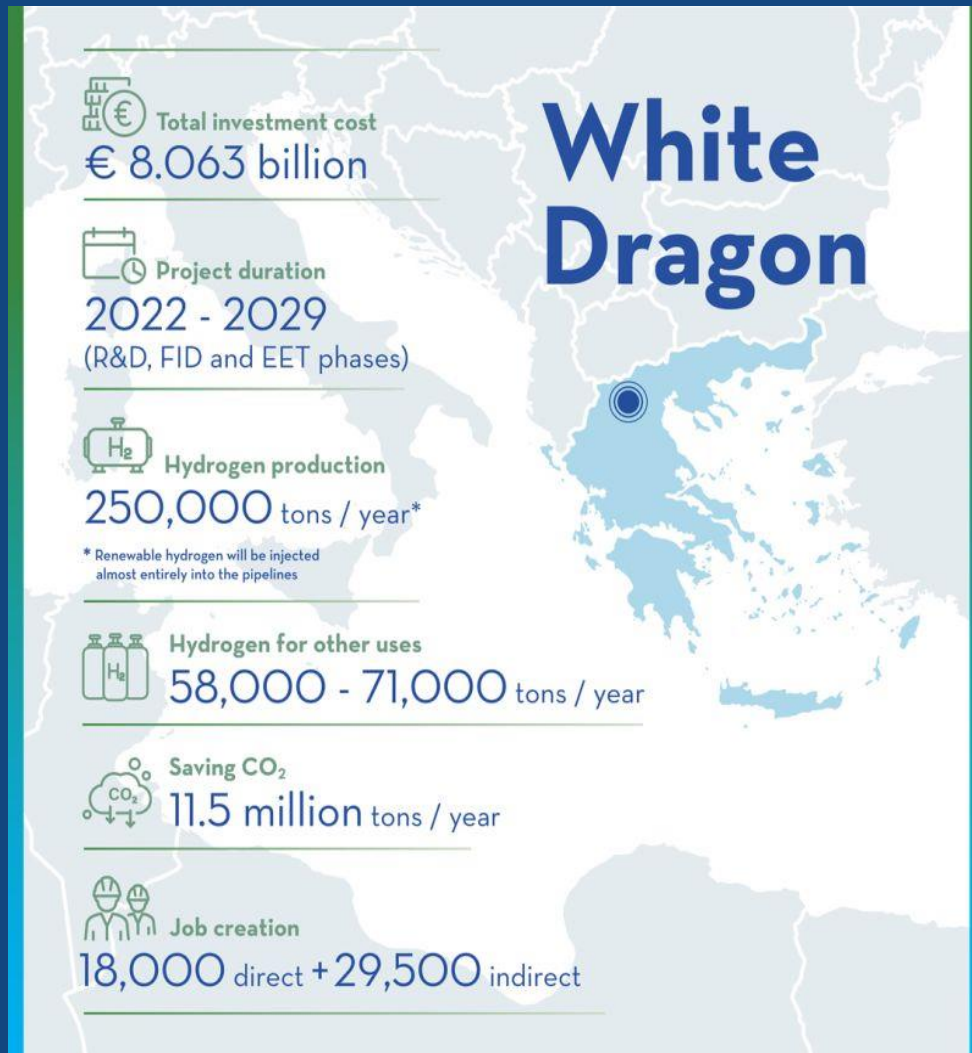 White
Dragon
Total investment cost
€ 8.063 billion
Project duration
2022 - 2029
(R&D, FID and EET phases)
H₂
Hydrogen production
250,000 tons / year*
* Renewable hydrogen will be injected
almost entirely into the pipelines
H₂
Hydrogen for other uses
58,000 - 71,000 tons / year
CO₂
Saving CO₂
11.5 million tons / year
Job creation
18,000 direct + 29,500 indirect